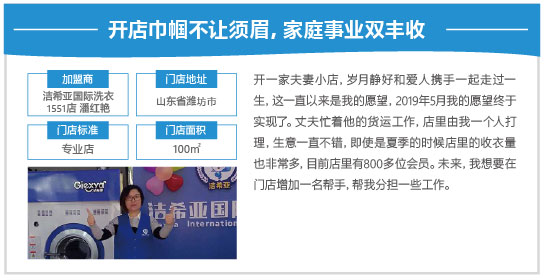 开店巾帼不让须眉，家庭事业双丰收
加盟商
门店地址
洁希亚国际洗衣
1551店 潘红艳
山东省潍坊市
门店标准
门店面积
专业店
100㎡
开一家夫妻小店，岁月静好和爱人携手一起走过一
生，这一直以来是我的愿望，2019年5月我的愿望终于
实现了。丈夫忙着他的货运工作，店里由我一个人打
理，生意一直不错，即使是夏季的时候店里的收衣量
也非常多，目前店里有800多位会员。未来，我想要在
门店增加一名帮手，帮我分担一些工作。
Giexya
洁希亚
洁希亚国
International